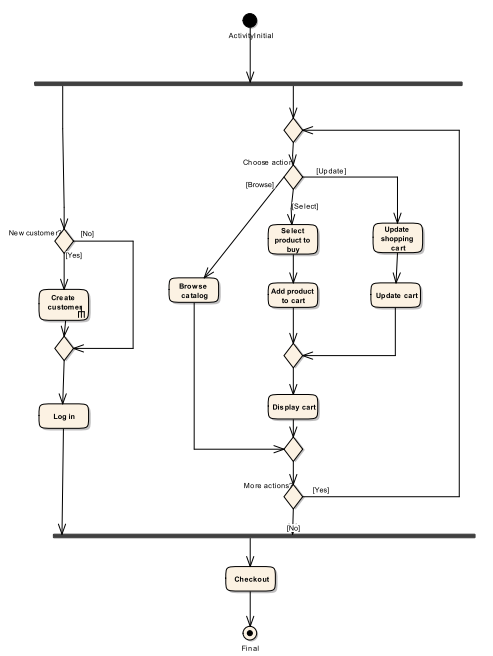 ActivityInitial
Choose action
[Update]
[Browse]
[Select]
New customer?
[No]
[Yes]
Select
product to
buy
Update
shopping
cart
Browse
catalog
Add product
to cart
Update cart
Create
customer
Display cart
Log in
More actions?
[Yes]
[No]
Checkout
Final